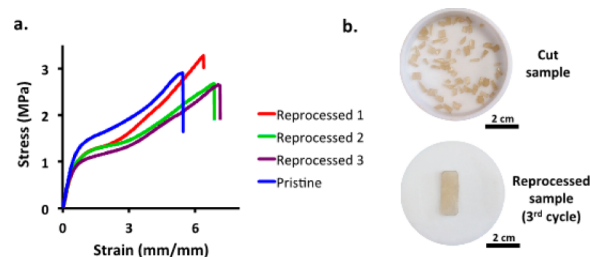 a.
Stress (MPa)
3
2
1
0
0
3
6
Strain (mm/mm)
Reprocessed 1
Reprocessed 2
Reprocessed 3
Pristine
b.
Cut
sample
2 cm
Reprocessed
sample
(3rd cycle)
2 cm